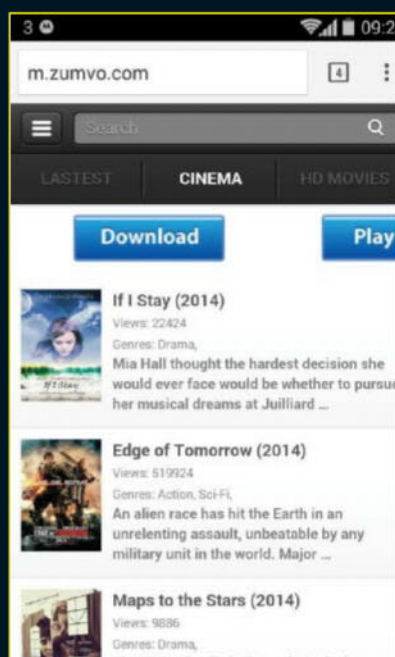 3
09:2
m.zumvo.com
4
Search
LASTEST CINEMA HD MOVIES
Download Play
If I Stay (2014)
Views: 22424
Genres: Drama,
Mia Hall thought the hardest decision she
would ever face would be whether to pursue
her musical dreams at Juilliard ...
If I Stay
Edge of Tomorrow (2014)
Views: 519924
Genres: Action, Sci-Fi,
An alien race has hit the Earth in an
unrelenting assault, unbeatable by any
military unit in the world. Major ...
Maps to the Stars (2014)
Views: 9886
Genres: Drama,